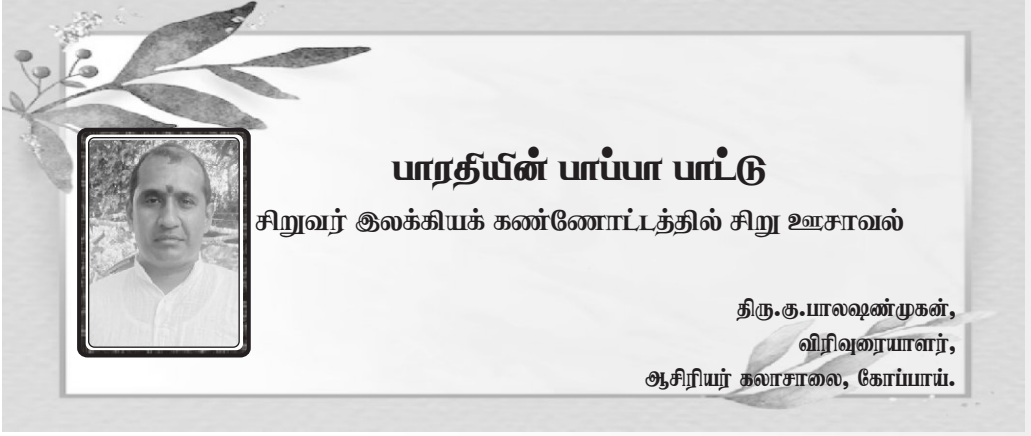 பாரதியின் பாப்பா பாட்டு
சிறுவர் இலக்கியக் கண்ணோட்டத்தில் சிறு ஊசாவல்
திரு.கு.பாலஷண்முகன்,
விரிவுரையாளர்,
ஆசிரியர் கலாசாலை, கோப்பாய்.